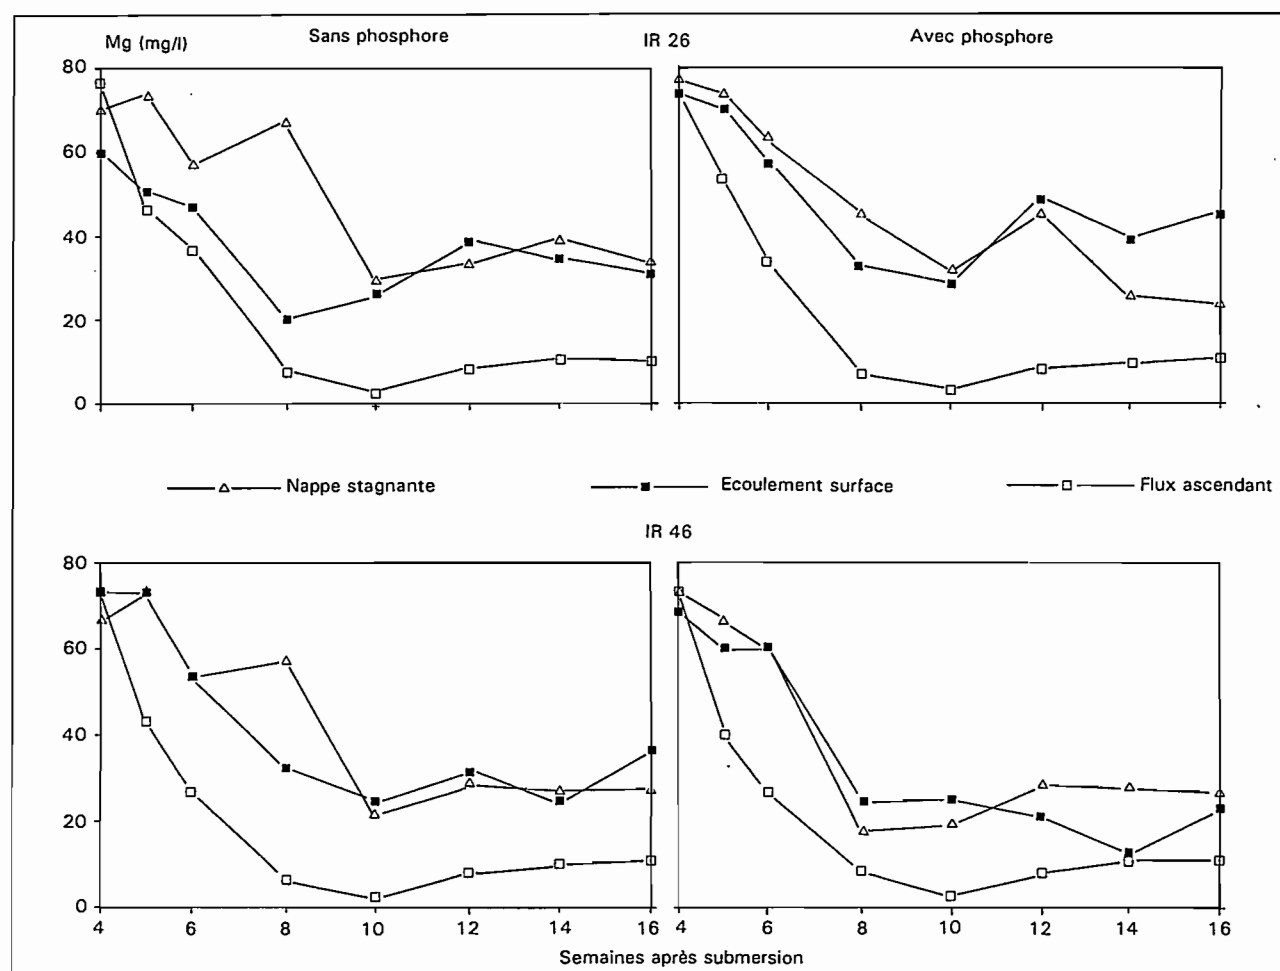 Mg (mg/l) Sans phosphore IR 26 Avec phosphore
80
60
40
20
0
Nappe stagnante Ecoulement surface Flux ascendant
IR 46
80
60
40
20
0
4 6 8 10 12 14 16 4 6 8 10 12 14 16
Semaines après submersion